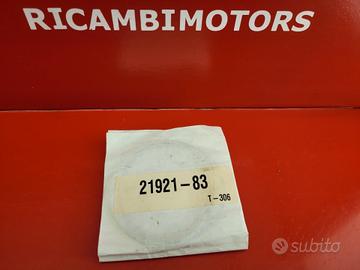 RICAMBIMOTORS
21921-83
T-306
subito